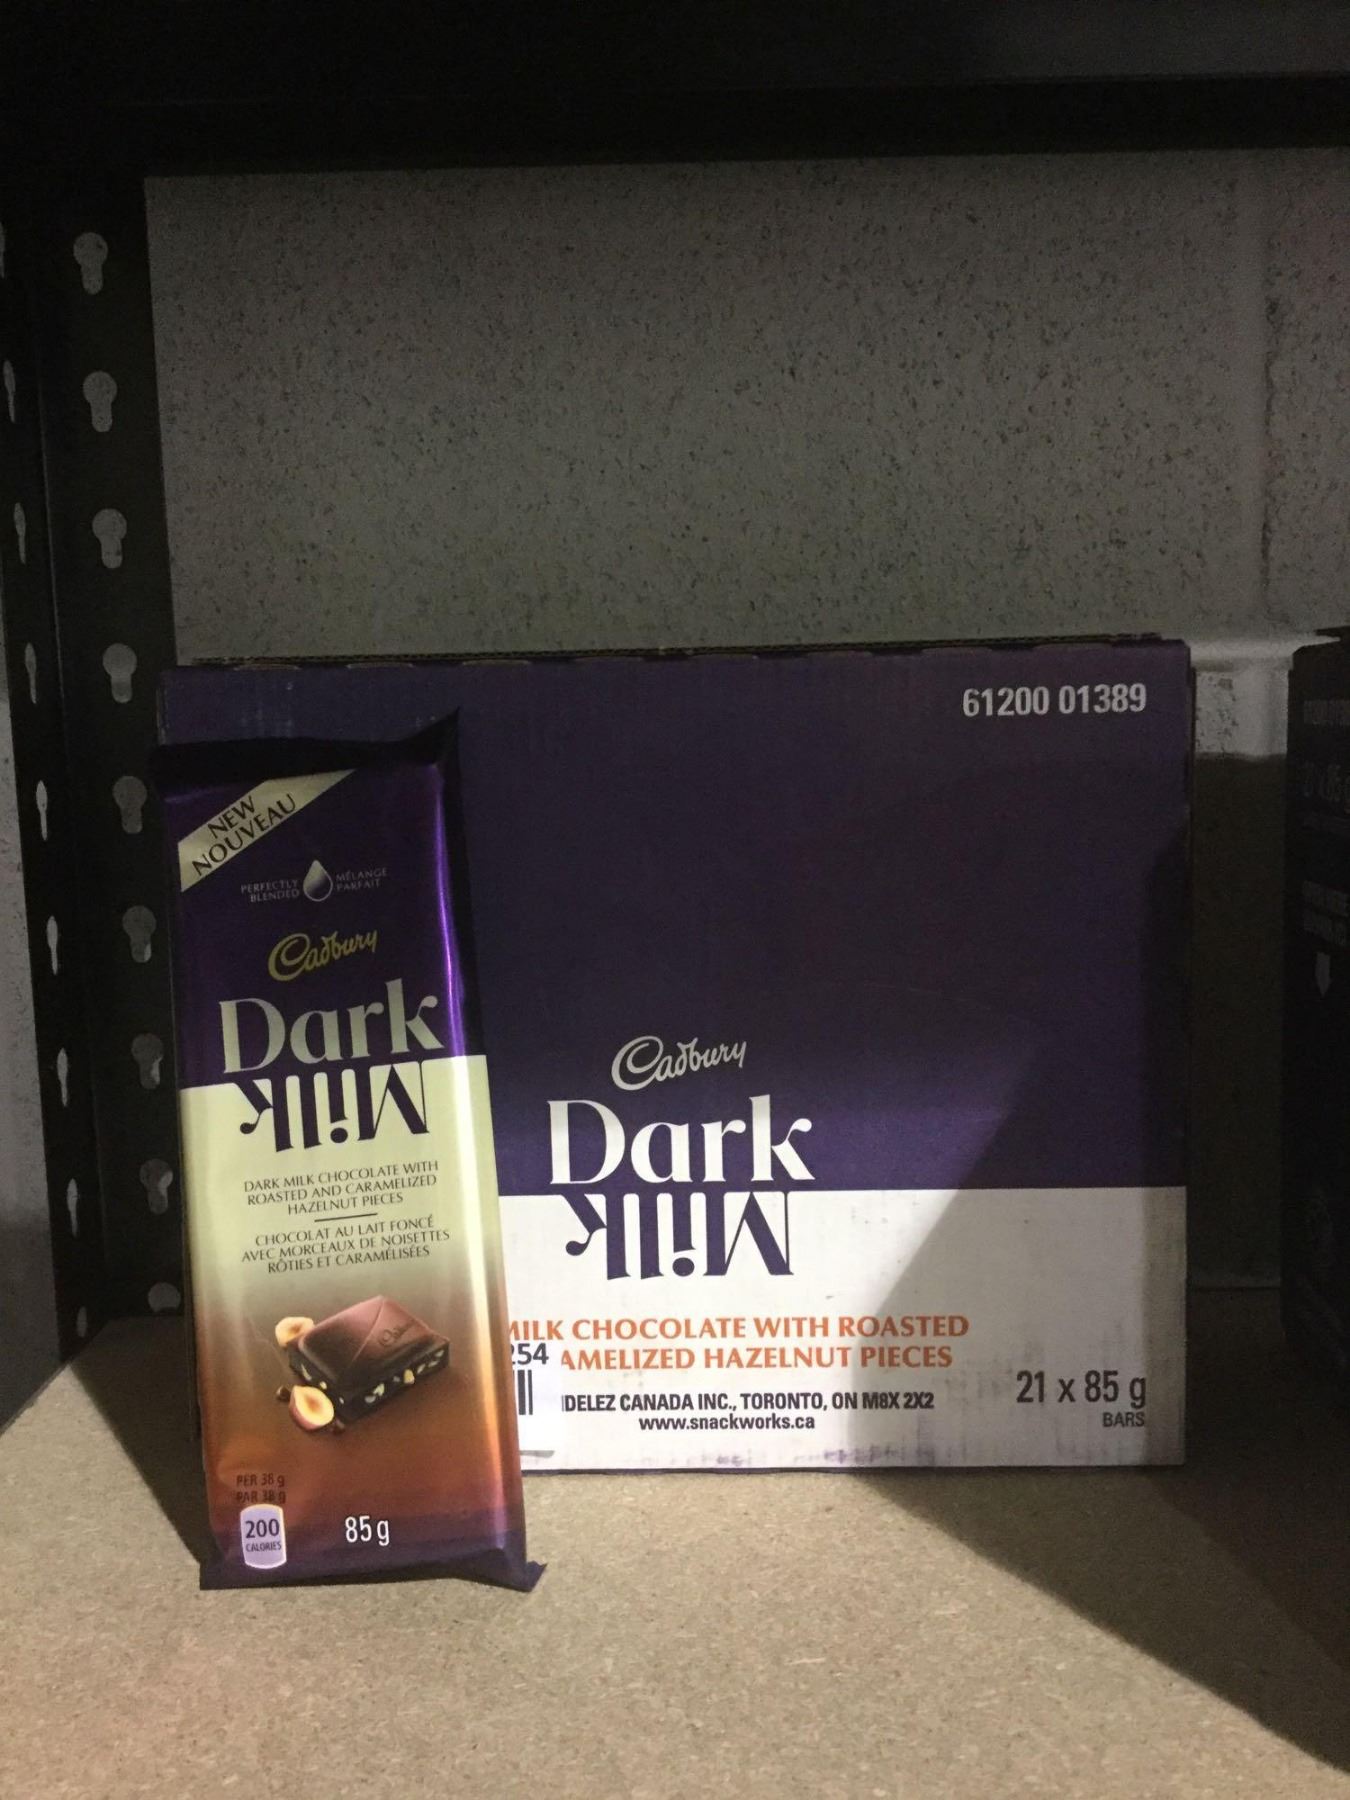 NEW
NOUVEAU
PERFECTLY
BLENDED
MÉLANGE
PARFAIT
Cadbury
Dark
Milk
DARK MILK CHOCOLATE WITH
ROASTED AND CARAMELIZED
HAZELNUT PIECES
CHOCOLAT AU LAIT FONCÉ
AVEC MORCEAUX DE NOISETTES
RÔTIES ET CARAMÉLISÉES
PER 38 g
PAR 38 g
200
CALORIES
85 g
61200 01389
Cadbury
Dark
Milk
MILK CHOCOLATE WITH ROASTED
AMELIZED HAZELNUT PIECES
254
DELEZ CANADA INC., TORONTO, ON M8X 2X2
www.snackworks.ca
21 x 85 g
BARS